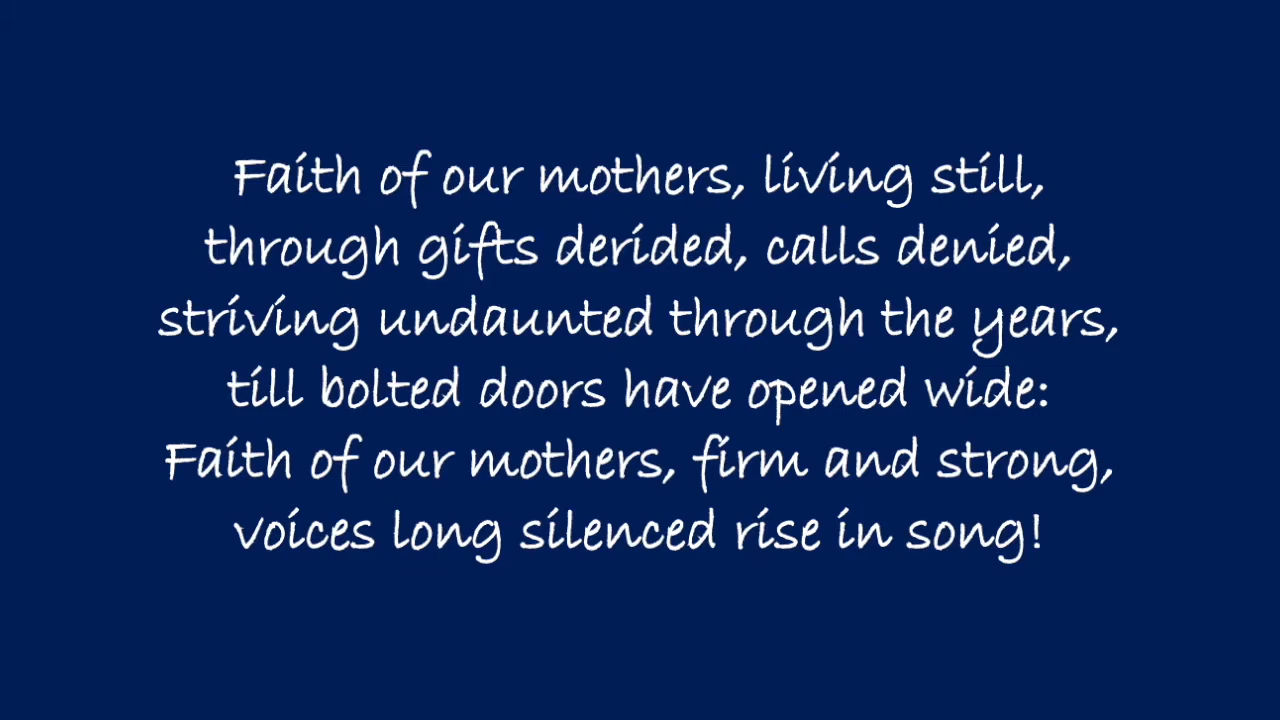 Faith of our mothers, living still,
through gifts derided, calls denied,
striving undaunted through the years,
till bolted doors have opened wide:
Faith of our mothers, firm and strong,
voices long silenced rise in song!